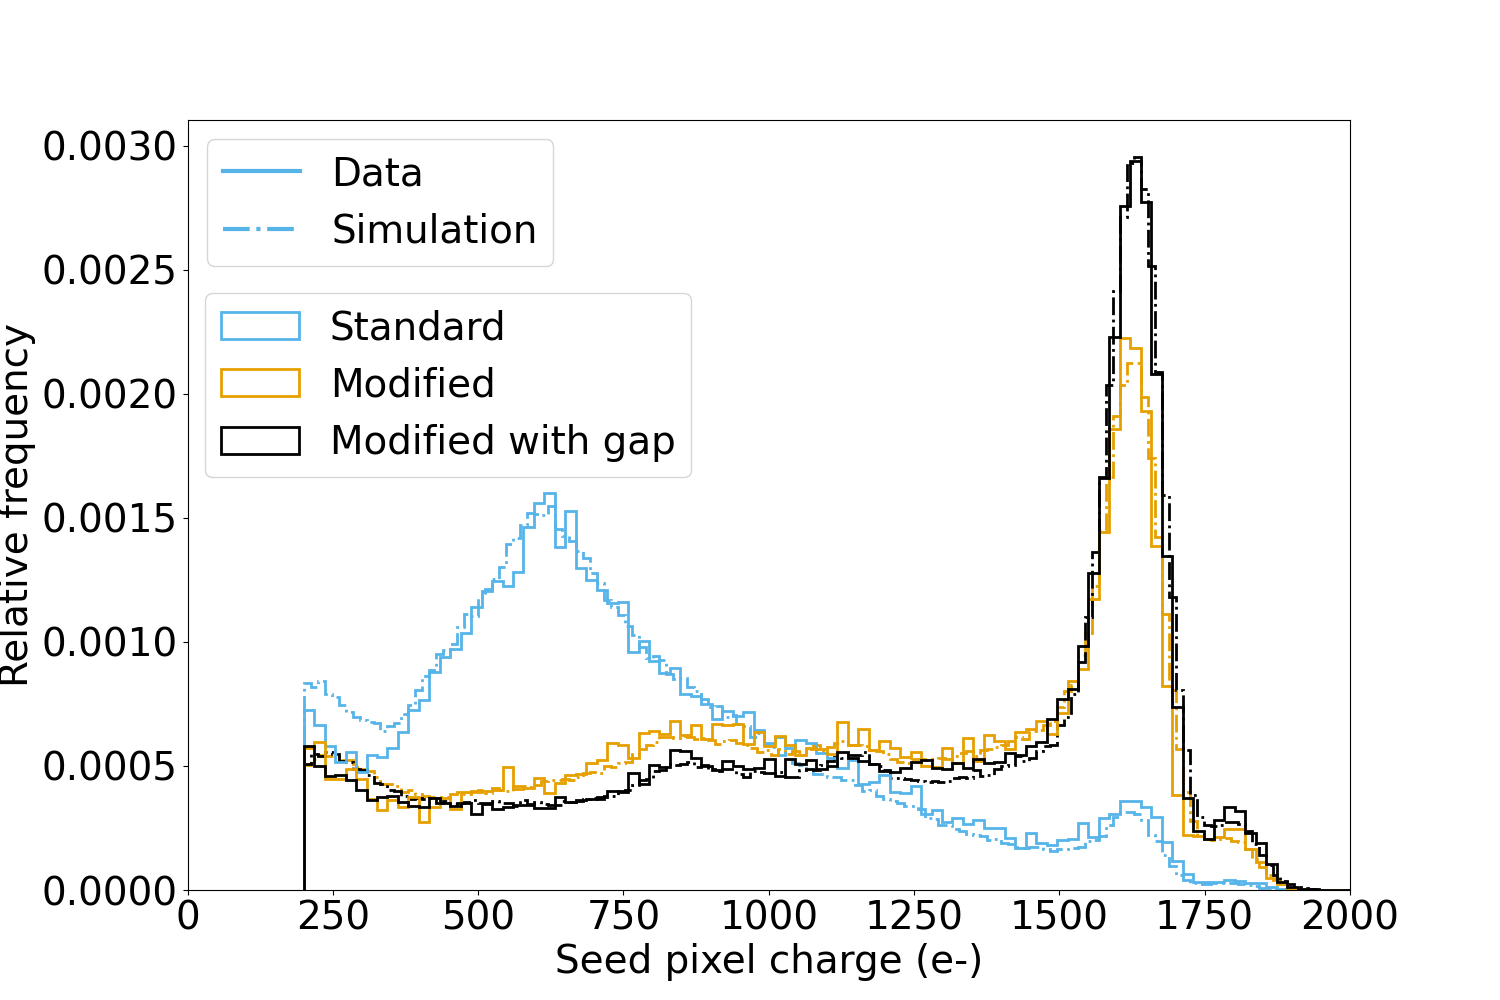 0.0030
0.0025
0.0020
0.0015
0.0010
0.0005
0.0000
Relative frequency
Data
Simulation
Standard
Modified
Modified with gap
0 250 500 750 1000 1250 1500 1750 2000
Seed pixel charge (e-)